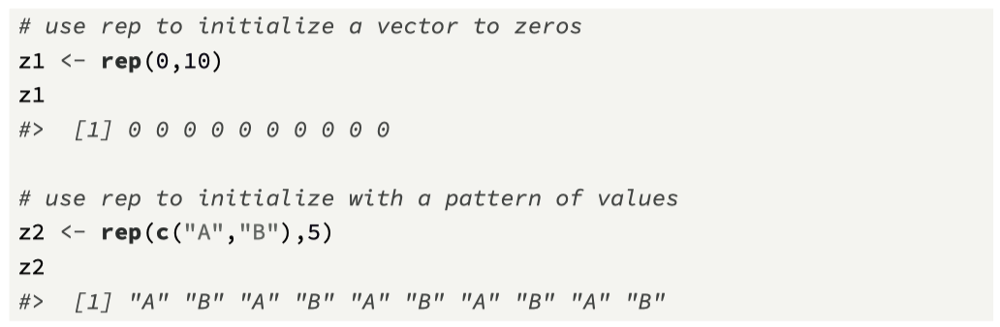 # use rep to initialize a vector to zeros
z1 <- rep(0,10)
z1
#>  [1] 0 0 0 0 0 0 0 0 0 0
# use rep to initialize with a pattern of values
z2 <- rep(c("A","B"),5)
z2
#>  [1] "A" "B" "A" "B" "A" "B" "A" "B" "A" "B"